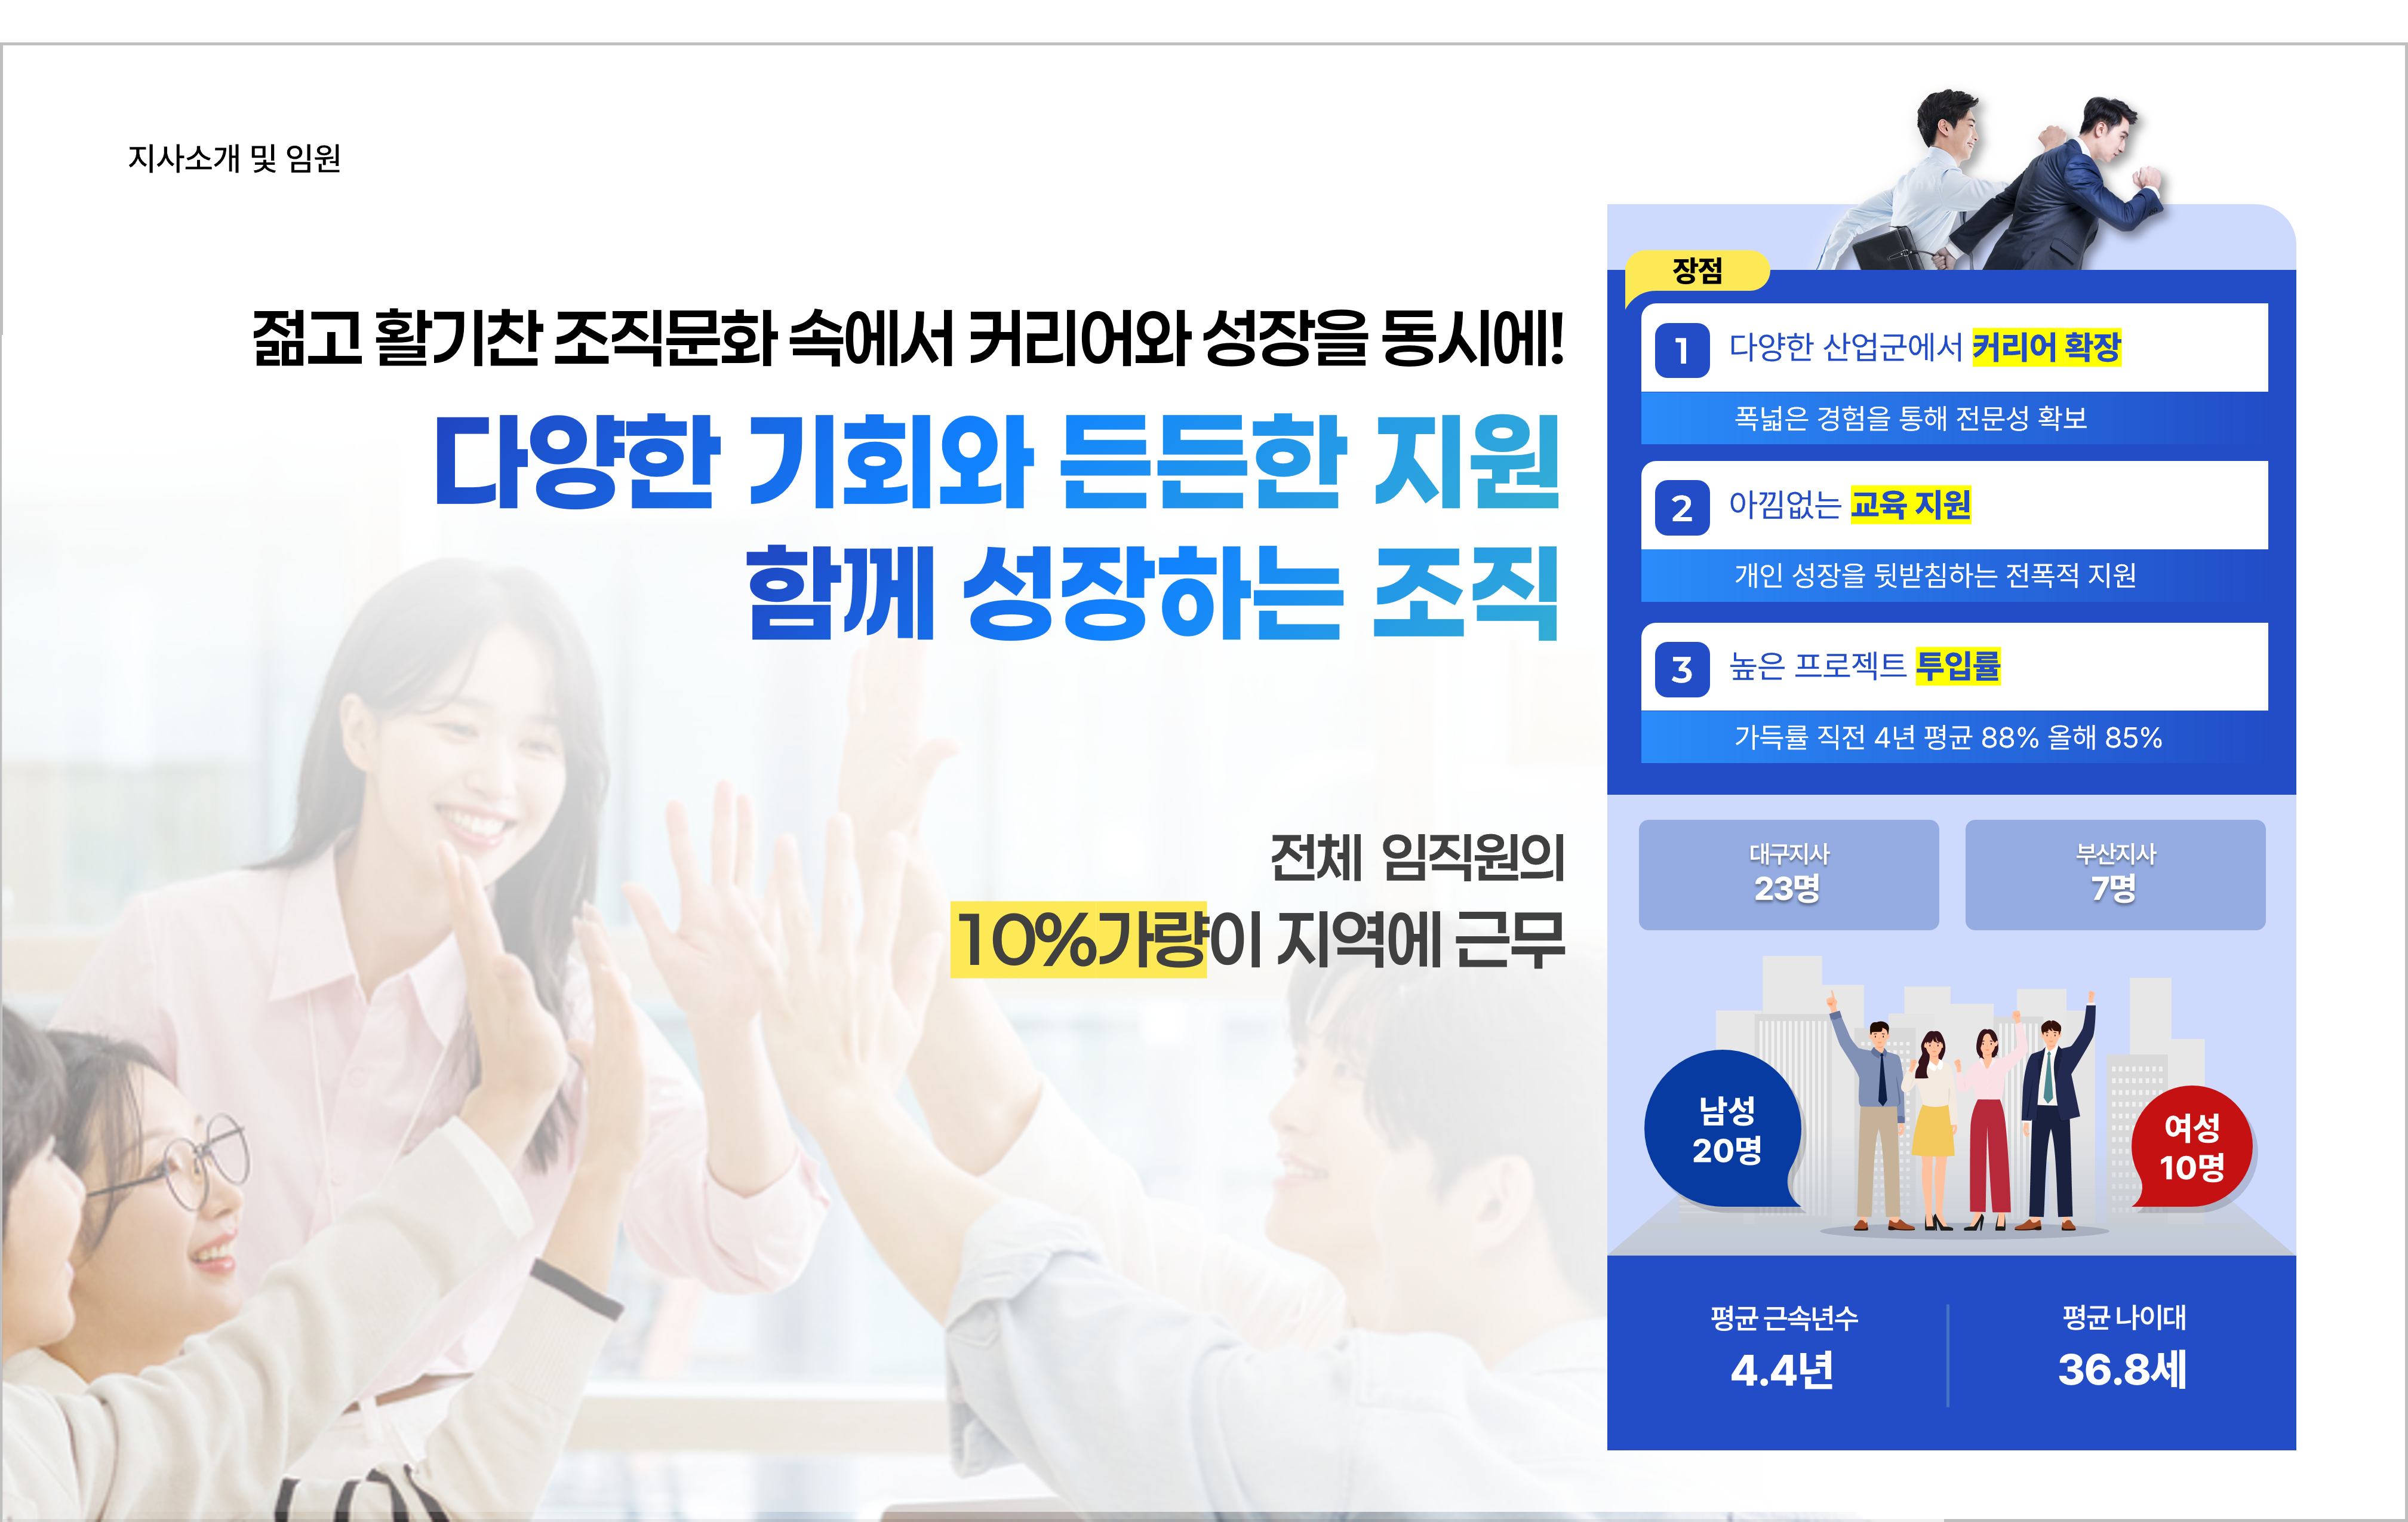 지사소개 및 임원
젊고 활기찬 조직문화 속에서 커리어와 성장을 동시에!
다양한 기회와 든든한 지원
함께 성장하는 조직
전체 임직원의
10%가량이 지역에 근무
장점
1 다양한 산업군에서 커리어 확장
폭넓은 경험을 통해 전문성 확보
2 아낌없는 교육 지원
개인 성장을 뒷받침하는 전폭적 지원
3 높은 프로젝트 투입률
가득률 직전 4년 평균 88% 올해 85%
대구지사
23명
부산지사
7명
남성
20명
여성
10명
평균 근속년수
4.4년
평균 나이대
36.8세